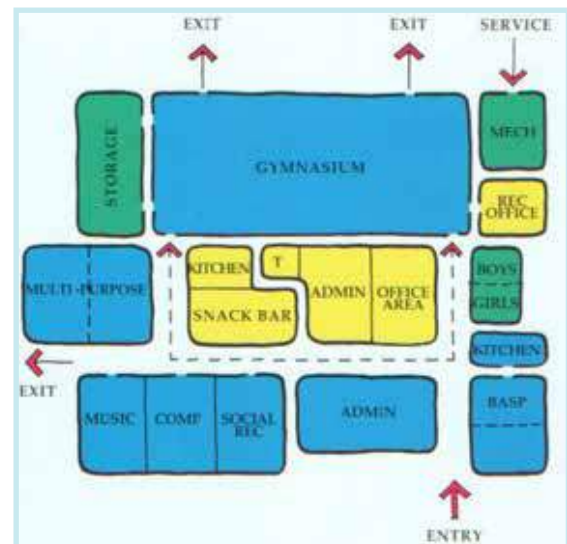 EXIT
EXIT
SERVICE
STORAGE
GYMNASIUM
MECH
REC
OFFICE
MULTI-PURPOSE
KITCHEN
T
ADMIN
OFFICE
AREA
SNACK BAR
BOYS
GIRLS
KITCHEN
EXIT
MUSIC
COMP
SOCIAL
REC
ADMIN
BASP
ENTRY